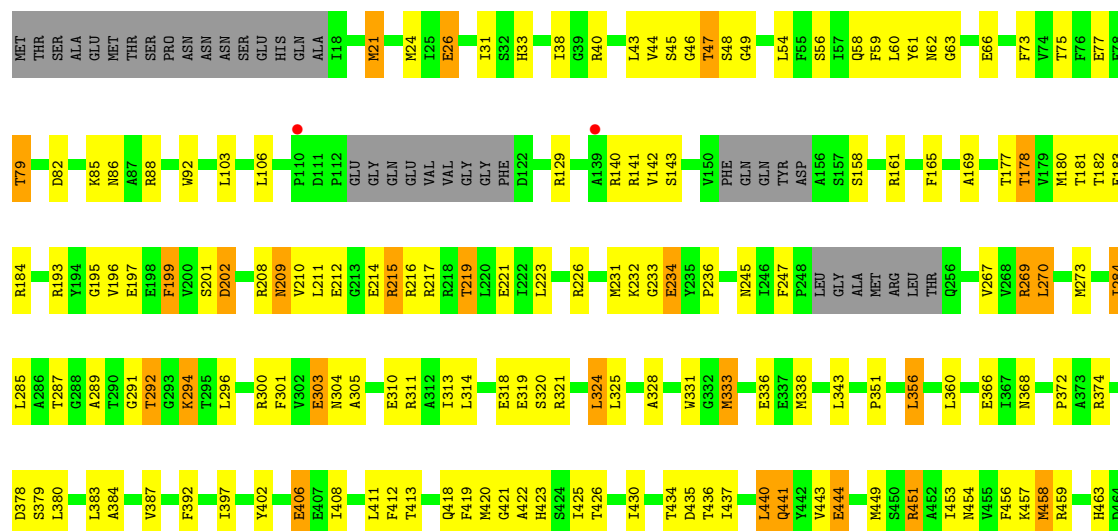 MET THR SER ALA GLU MET THR SER PRO ASN ASN ASN SER GLU HIS GLN ALA I18 M21 M24 I25 E26 I31 S32 H33 I38 G39 R40 L43 V44 S45 G46 T47 S48 G49 L54 F55 S56 I57 Q58 F59 L60 Y61 N62 G63 E66 F73 V74 T75 F76 E77
T79 D82 K85 N86 A87 R88 W92 L103 L106 P110 D111 P112 GLU GLY GLN GLU VAL VAL GLY GLY PHE D122 R129 A139 R140 R141 V142 S143 V150 PHE GLN GLN TYR ASP A156 S157 S158 R161 F165 A169 T177 T178 V179 M180 T181 T182
R184 R193 Y194 G195 V196 E197 E198 F199 V200 S201 D202 R208 N209 V210 L211 E212 G213 E214 R215 R216 R217 R218 T219 L220 E221 I222 L223 R226 M231 K232 G233 E234 Y235 P236 N245 I246 F247 P248 LEU GLY ALA MET ARG LEU THR Q256 V267 V268 R269 L270 M273 I284
L285 A286 T287 G288 A289 T290 G291 T292 G293 K294 T295 L296 R300 F301 V302 E303 N304 A305 E310 R311 A312 I313 L314 E318 E319 S320 R321 L324 L325 A328 W331 G332 M333 E336 E337 M338 L343 P351 L356 L360 E366 I367 N368 P372 A373 R374
D378 S379 L380 L383 A384 V387 F392 I397 Y402 E406 E407 I408 L411 F412 T413 Q418 F419 M420 G421 A422 H423 S424 I425 T426 I430 T434 D435 T436 I437 L440 Q441 Y442 V443 E444 M449 S450 R451 A452 I453 N454 V455 F456 K457 M458 R459 H463